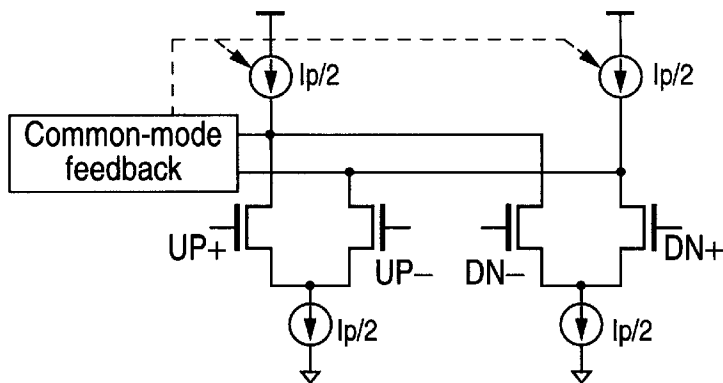 Ip/2
Ip/2
Common-mode
feedback
UP+
UP−
DN−
DN+
Ip/2
Ip/2